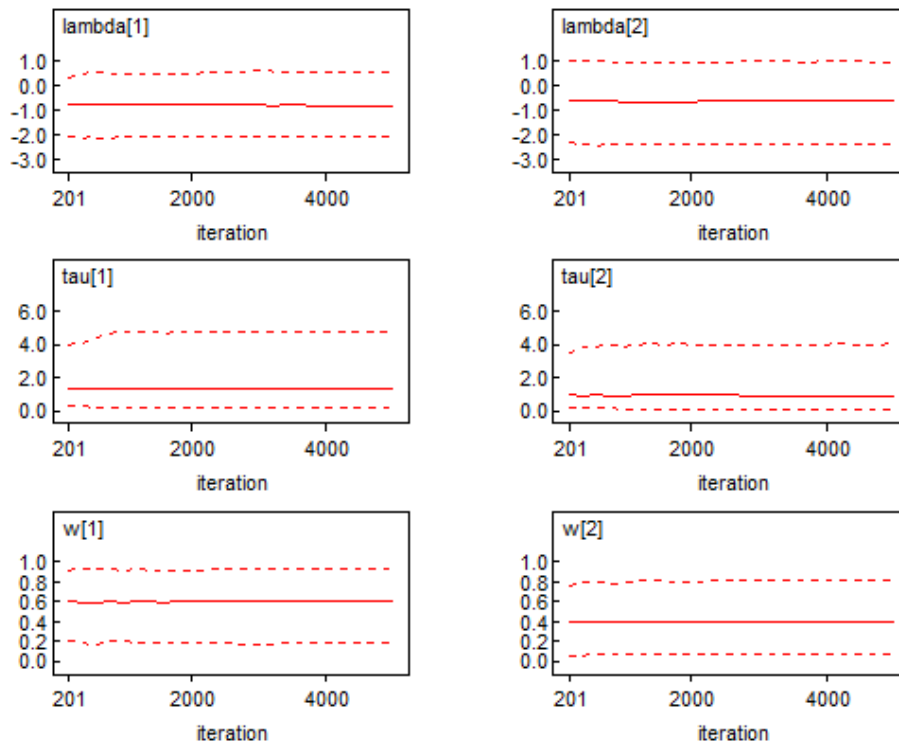 lambda[1]
1.0
0.0
-1.0
-2.0
-3.0
201 2000 4000
iteration
lambda[2]
1.0
0.0
-1.0
-2.0
-3.0
201 2000 4000
iteration
tau[1]
6.0
4.0
2.0
0.0
201 2000 4000
iteration
tau[2]
6.0
4.0
2.0
0.0
201 2000 4000
iteration
w[1]
1.0
0.8
0.6
0.4
0.2
0.0
201 2000 4000
iteration
w[2]
1.0
0.8
0.6
0.4
0.2
0.0
201 2000 4000
iteration